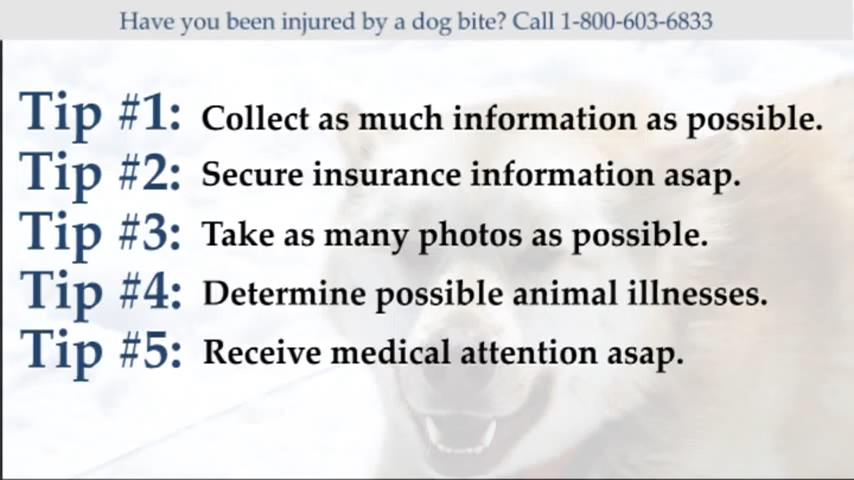 Have you been injured by a dog bite? Call 1-800-603-6833
Tip #1: Collect as much information as possible.
Tip #2: Secure insurance information asap.
Tip #3: Take as many photos as possible.
Tip #4: Determine possible animal illnesses.
Tip #5: Receive medical attention asap.